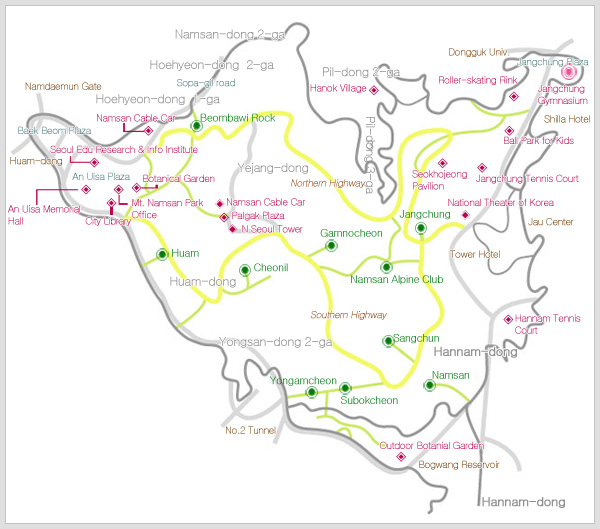 Namsan-dong 2-ga
Dongguk Univ.
Jangchung Plaza
Hoehyeon-dong 2-ga
Pil-dong 2-ga
Sopa-gil road
Roller-skating Rink
Namdaemun Gate
Hanok Village
Jangchung
Gymnasium
Hoehyeon-dong 1-ga
Namsan Cable Car
Beornbawi Rock
Shilla Hotel
Baek Beom Plaza
Pil-dong 3-ga
Ball Park for Kids
Seoul Edu Research & Info Institute
Huam-dong
Yejang-dong
An Uisa Plaza
Botanical Garden
Northern Highway
Seokhojeong
Pavilion
Jangchung Tennis Court
An Uisa Memorial
Hall
Mt. Namsan Park
Office
City Library
Namsan Cable Car
Palgak Plaza
N Seoul Tower
National Theater of Korea
Jangchung
Jau Center
Gamnocheon
Huam
Cheonil
Tower Hotel
Huam-dong
Namsan Alpine Club
Southern Highway
Hannam Tennis
Court
Yongsan-dong 2-ga
Sangchun
Hannam-dong
Yungamcheon
Namsan
Subokcheon
No.2 Tunnel
Outdoor Botanial Garden
Bogwang Reservoir
Hannam-dong